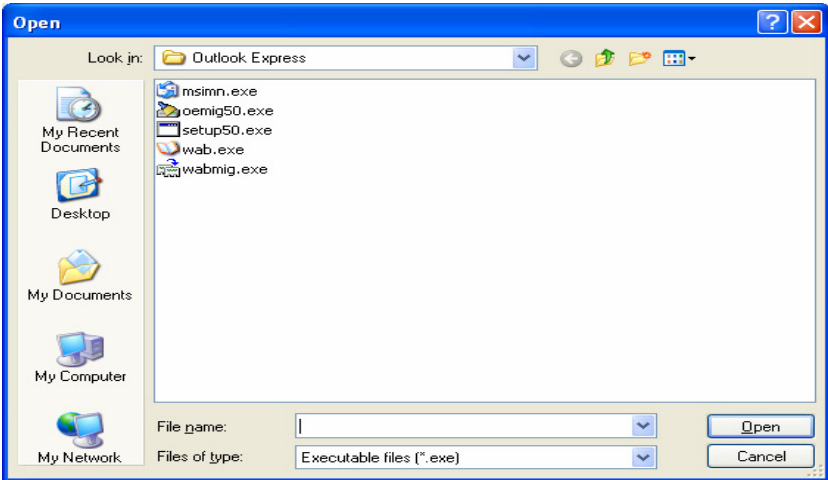 Open
Look in: Outlook Express
My Recent
Documents
Desktop
My Documents
My Computer
My Network
msimn.exe
oemig50.exe
setup50.exe
wab.exe
wabmig.exe
File name: Open
Files of type: Executable files (*.exe) Cancel